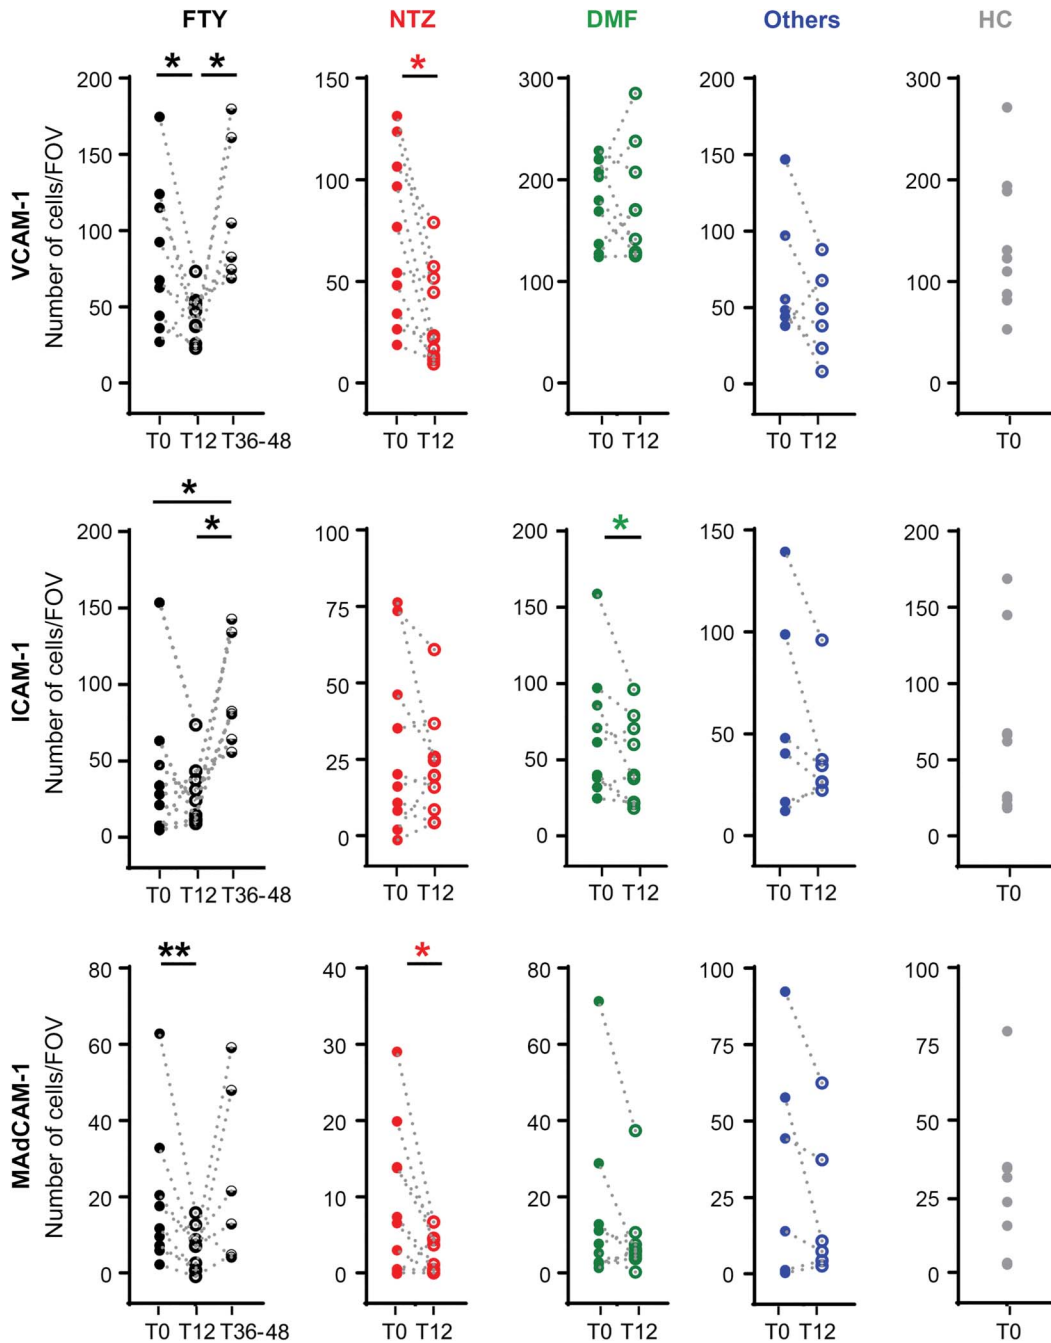 FTY NTZ DMF Others HC
VCAM-1
Number of cells/FOV
* * *
200 150 300 200 300
150 100 200 150 200
100 50 100 100 100
50 0 0 50 0
0 0
T0 T12 T36-48 T0 T12 T0 T12 T0 T12 T0
ICAM-1
Number of cells/FOV
* * *
200 100 200 150 200
150 75 150 100 150
100 50 100 50 100
50 25 50 0 50
0 0 0 0
T0 T12 T36-48 T0 T12 T0 T12 T0 T12 T0
MAdCAM-1
Number of cells/FOV
** *
80 40 80 100 100
60 30 60 75 75
40 20 40 50 50
20 10 20 25 25
0 0 0 0 0
T0 T12 T36-48 T0 T12 T0 T12 T0 T12 T0